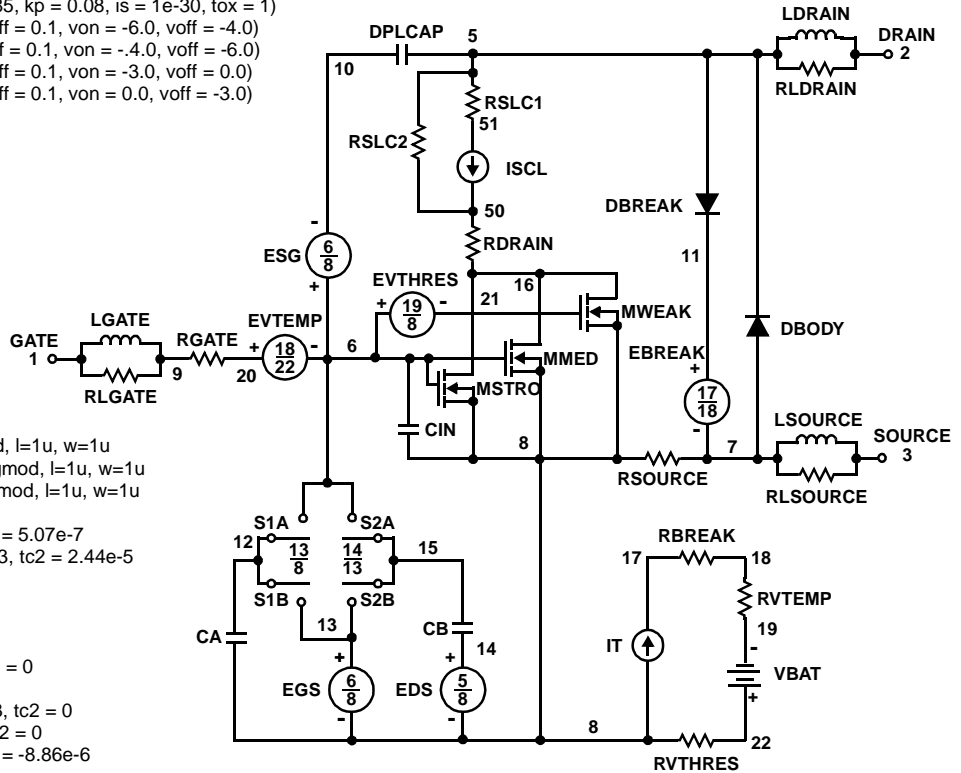 35, kp = 0.08, is = 1e-30, tox = 1)
ff = 0.1, von = -6.0, voff = -4.0)
f = 0.1, von = -.4.0, voff = -6.0)
ff = 0.1, von = -3.0, voff = 0.0)
ff = 0.1, von = 0.0, voff = -3.0)
DPLCAP
5
10
LDRAIN
DRAIN
2
RLDRAIN
RSLC1
51
RSLC2
ISCL
50
RDRAIN
DBREAK
11
-
ESG
6
8
+
EVTHRES
+
19
8
-
21
16
MWEAK
DBODY
EBREAK
+
17
18
-
LGATE
GATE
1
RLGATE
9
RGATE
20
EVTEMP
+
18
22
-
6
MMED
MSTRO
CIN
8
RSOURCE
7
LSOURCE
SOURCE
3
RLSOURCE
d, l=1u, w=1u
gmod, l=1u, w=1u
mod, l=1u, w=1u
= 5.07e-7
3, tc2 = 2.44e-5
S1A
S2A
12
13
8
14
13
15
S1B
S2B
13
CA
CB
14
+
EGS
6
8
-
+
EDS
5
8
-
RBREAK
17
18
RVTEMP
19
-
IT
VBAT
+
8
22
RVTHRES
= 0
3, tc2 = 0
2 = 0
= -8.86e-6